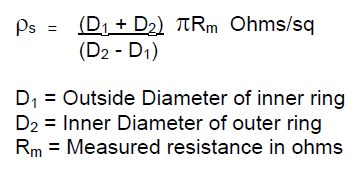 ρs = (D1 + D2) πRm Ohms/sq
(D2 - D1)
D1 = Outside Diameter of inner ring
D2 = Inner Diameter of outer ring
Rm = Measured resistance in ohms